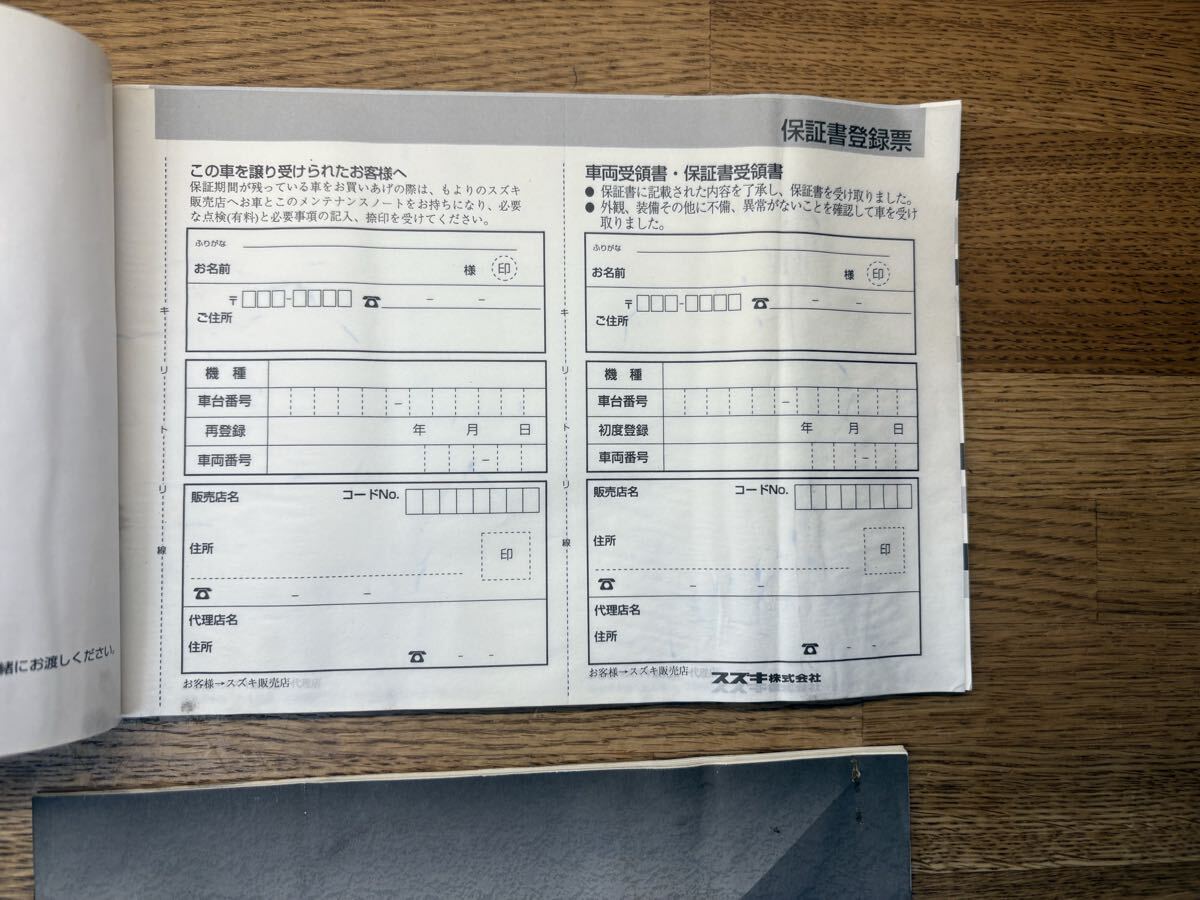 保証書登録票
この車を譲り受けられたお客様へ
保証期間が残っている車をお買いあげの際は、もよりのスズキ
販売店へお車とこのメンテナンスノートをお持ちになり、必要
な点検(有料)と必要事項の記入、捺印を受けてください。
ふりがな
お名前 様 印
〒 - ☎ - -
ご住所
機 種
車台番号 -
再登録 年 月 日
車両番号 -
販売店名 コードNo.
住所 印
☎ - -
代理店名
住所
☎ - -
お客様→スズキ販売店
キリトリ線
車両受領書・保証書受領書
● 保証書に記載された内容を了承し、保証書を受け取りました。
● 外観、装備その他に不備、異常がないことを確認して車を受け
取りました。
ふりがな
お名前 様 印
〒 - ☎ - -
ご住所
機 種
車台番号 -
初度登録 年 月 日
車両番号 -
販売店名 コードNo.
住所 印
☎ - -
代理店名
住所
☎ - -
お客様→スズキ販売店
スズキ株式会社
キリトリ線
緒にお渡しください。